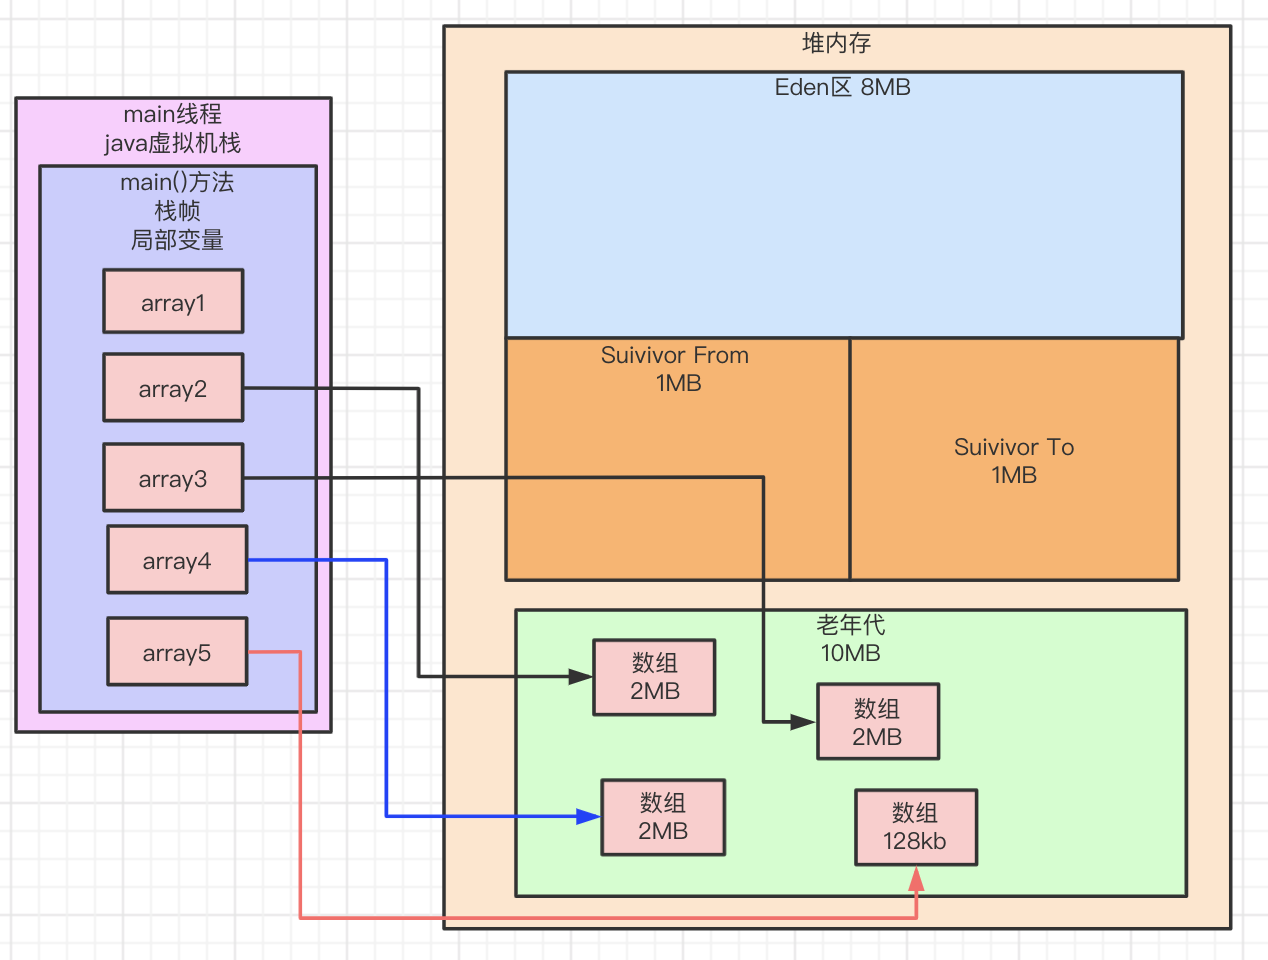 堆内存
Eden区 8MB
main线程
java虚拟机栈
main()方法
栈帧
局部变量
array1
array2
array3
array4
array5
Suivivor From
1MB
Suivivor To
1MB
老年代
10MB
数组
2MB
数组
2MB
数组
2MB
数组
128kb